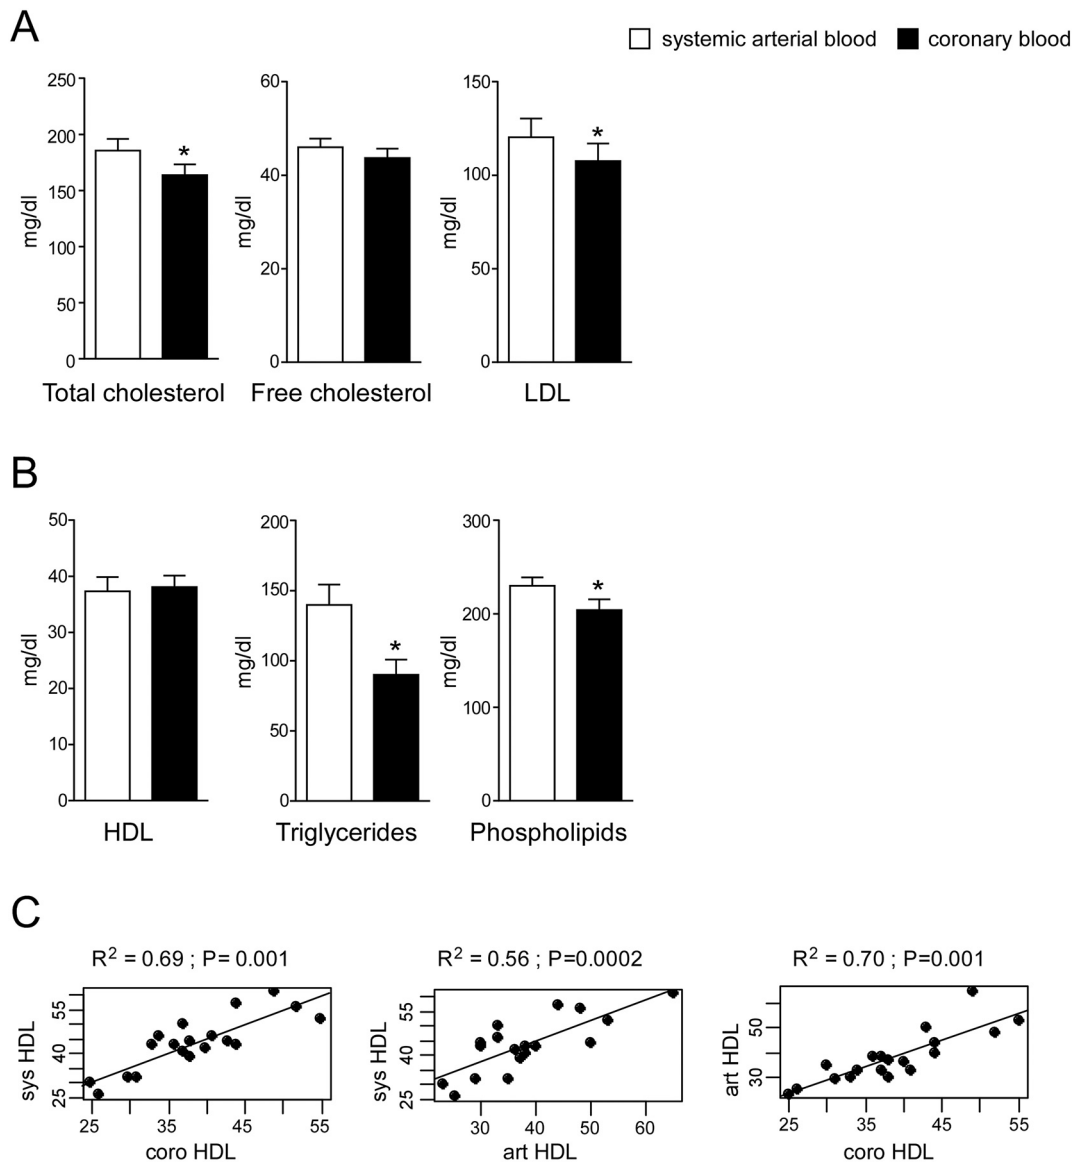 A
systemic arterial blood coronary blood
250
200
150
100
50
0
mg/dl
*
Total cholesterol
60
40
20
0
mg/dl
Free cholesterol
150
100
50
0
mg/dl
*
LDL
B
50
40
30
20
10
0
mg/dl
HDL
200
150
100
50
0
mg/dl
*
Triglycerides
300
200
100
0
mg/dl
*
Phospholipids
C
R2 = 0.69 ; P= 0.001
55
40
25
sys HDL
25 35 45 55
coro HDL
R2 = 0.56 ; P=0.0002
55
40
25
sys HDL
30 40 50 60
art HDL
R2 = 0.70 ; P=0.001
50
30
art HDL
25 35 45 55
coro HDL